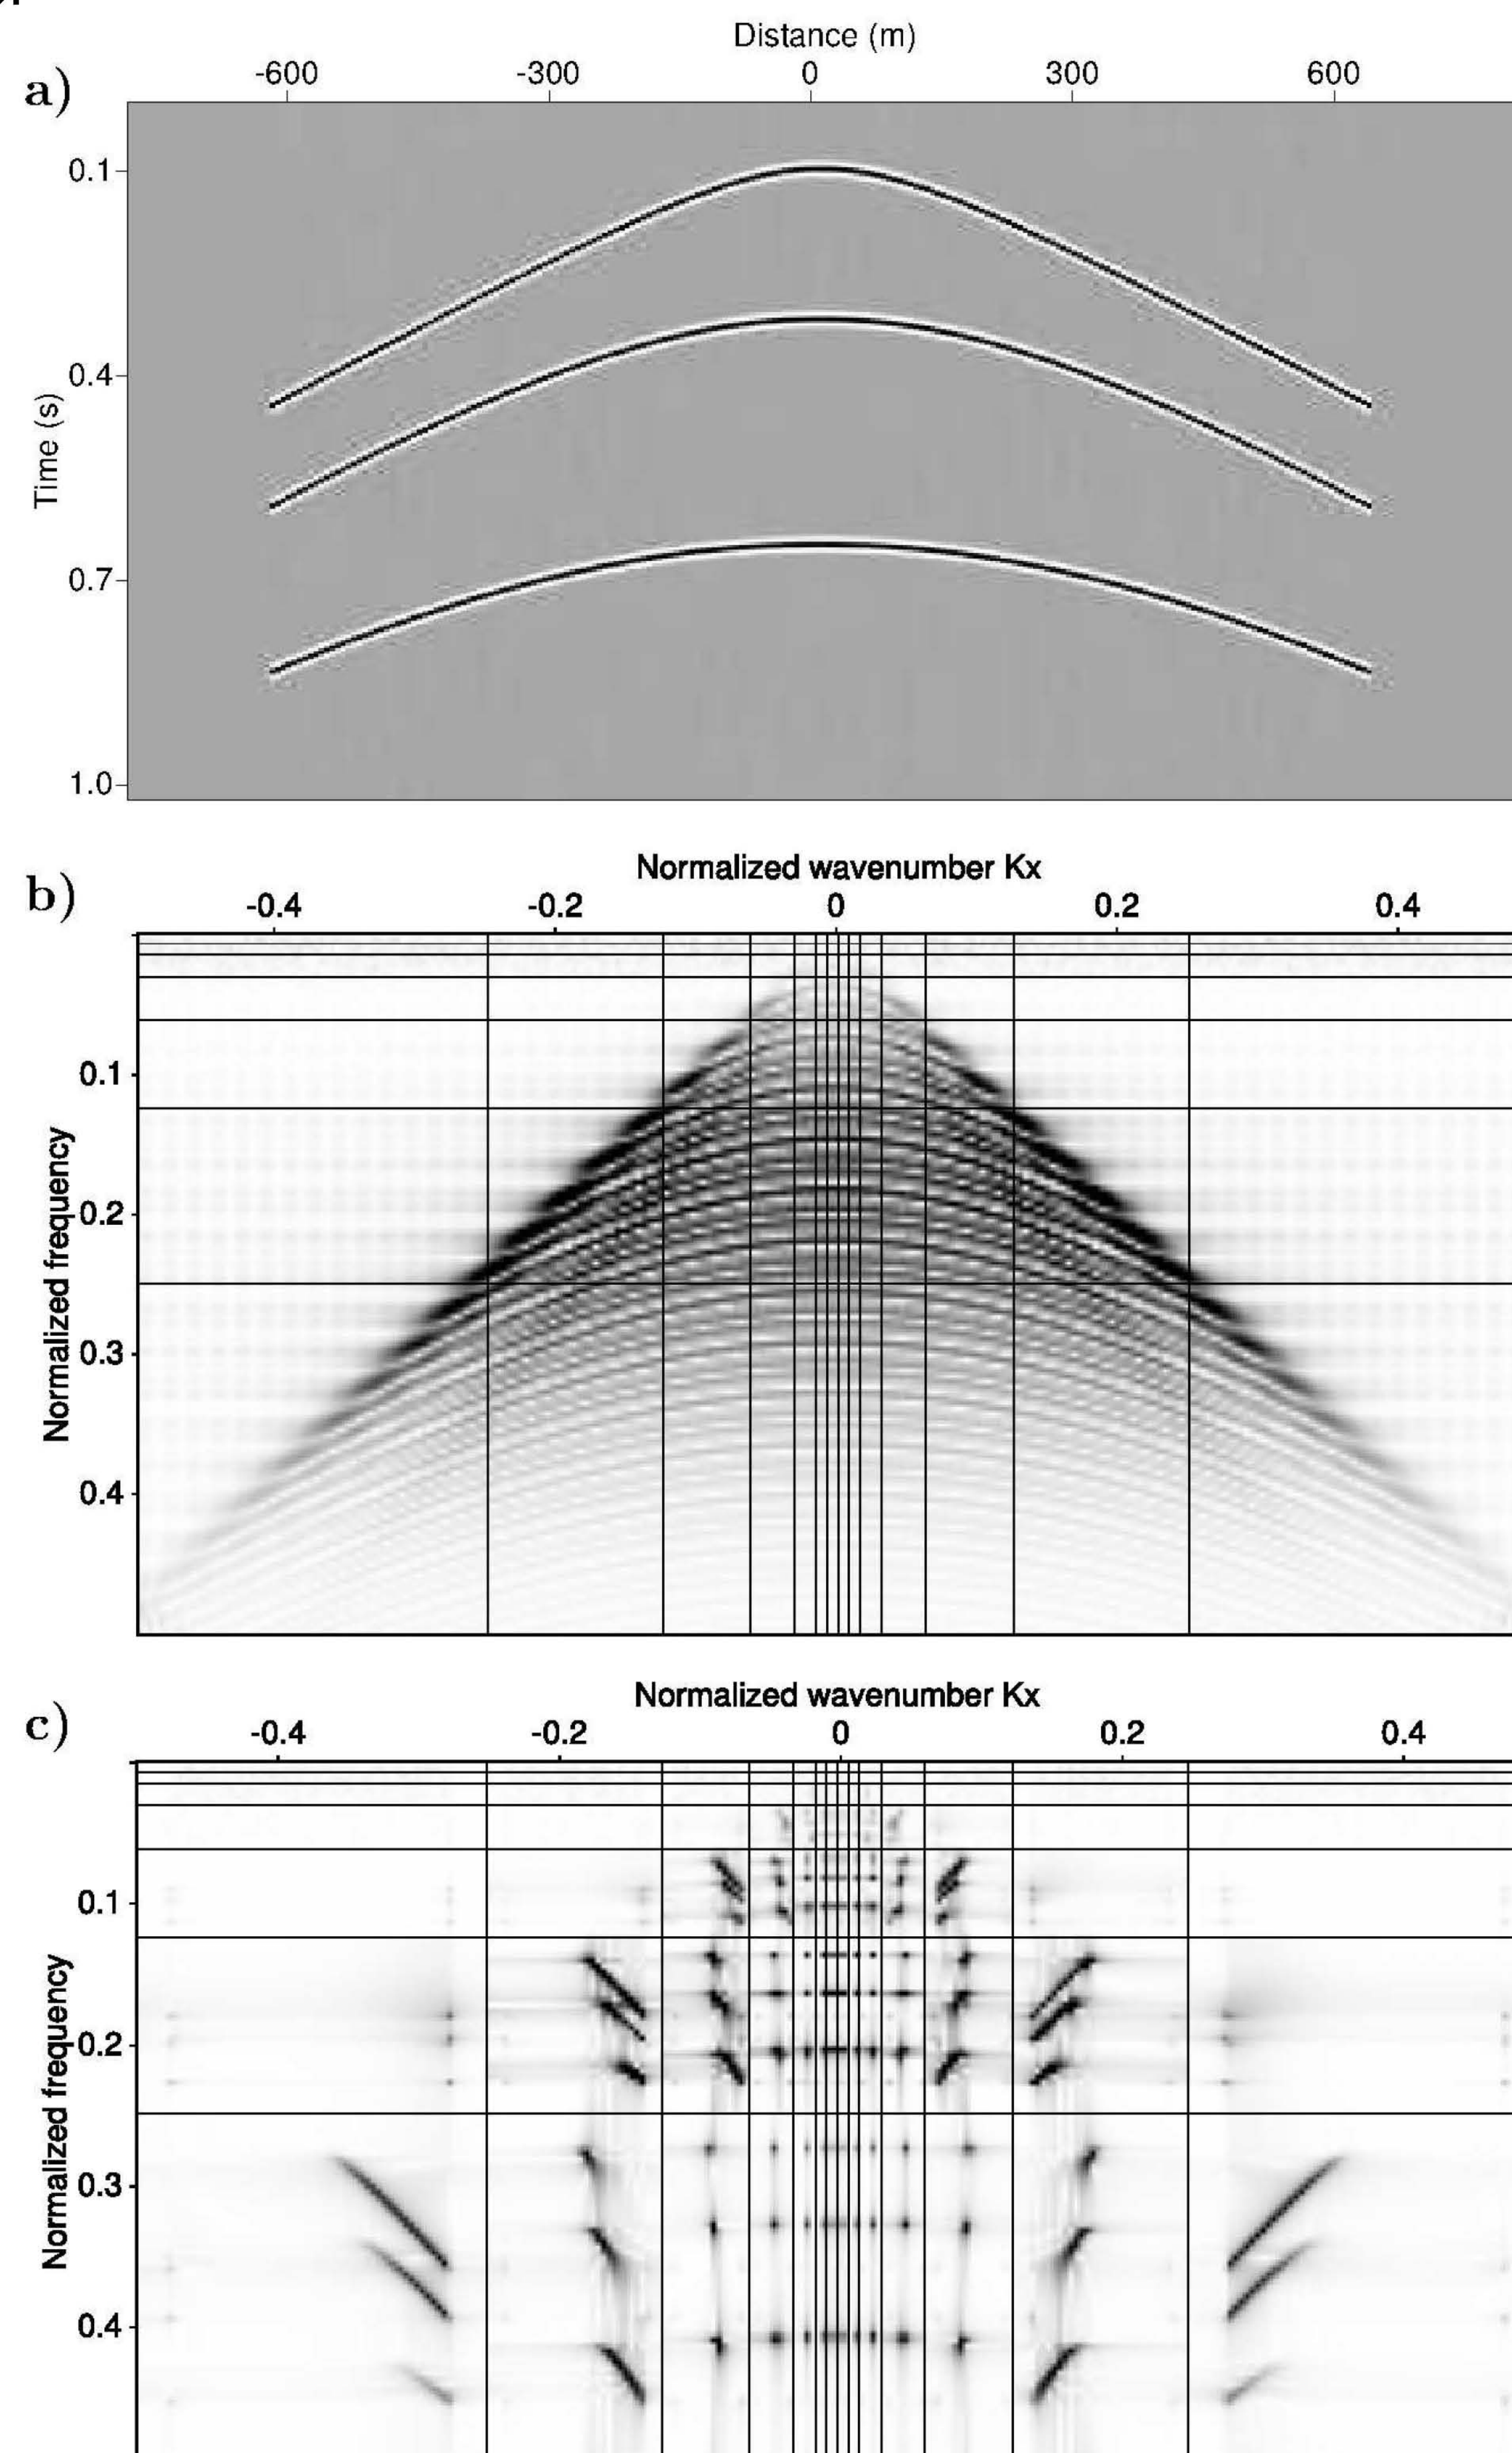 Distance (m)
a)
-600 -300 0 300 600
0.1
0.4
0.7
1.0
Time (s)
Normalized wavenumber Kx
b)
-0.4 -0.2 0 0.2 0.4
0.1
0.2
0.3
0.4
Normalized frequency
Normalized wavenumber Kx
c)
-0.4 -0.2 0 0.2 0.4
0.1
0.2
0.3
0.4
Normalized frequency